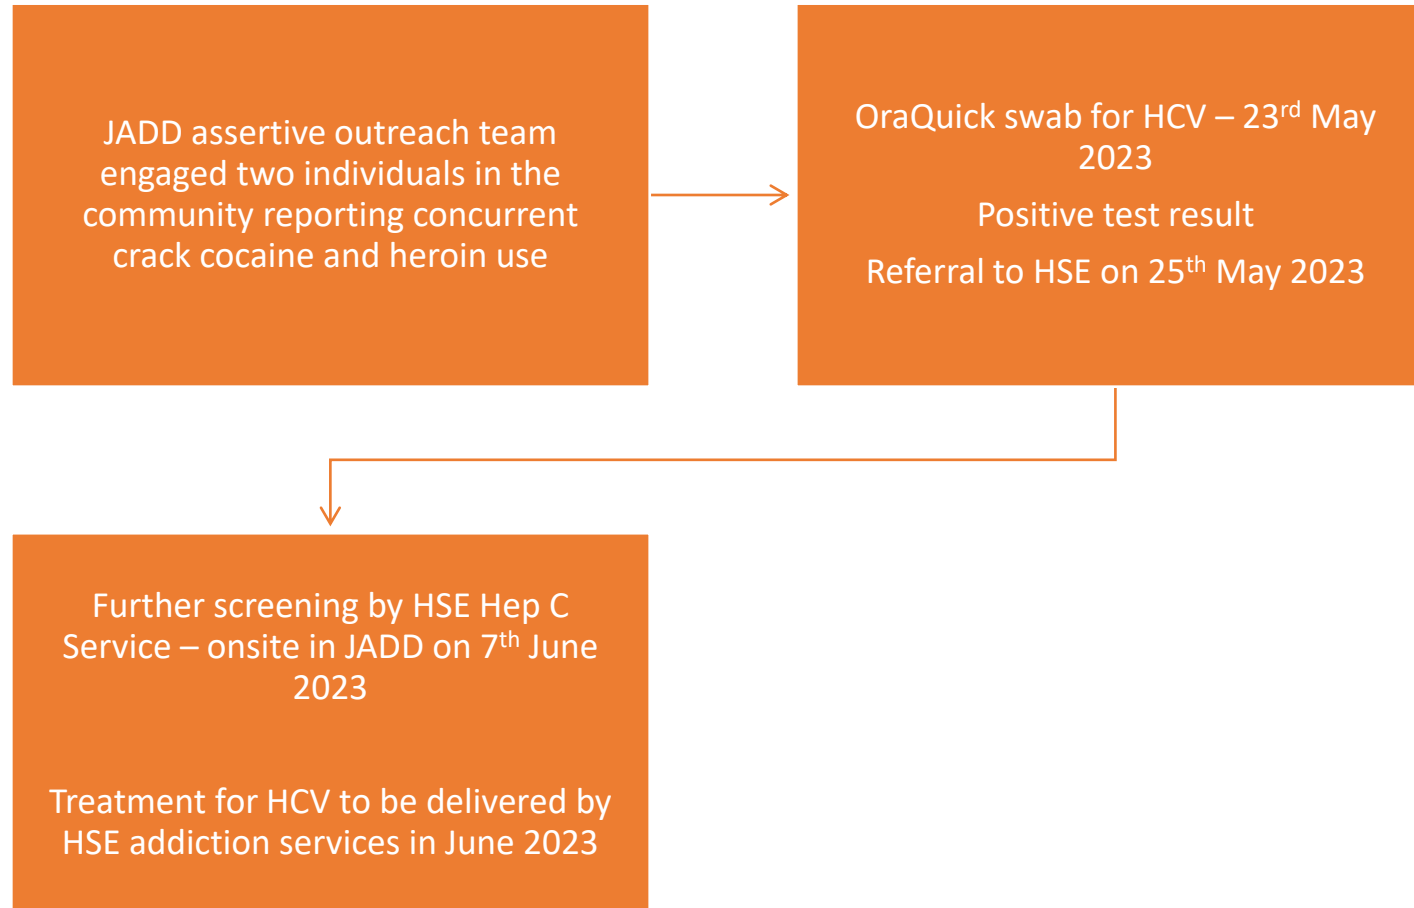 JADD assertive outreach team
engaged two individuals in the
community reporting concurrent
crack cocaine and heroin use
OraQuick swab for HCV – 23rd May
2023
Positive test result
Referral to HSE on 25th May 2023
Further screening by HSE Hep C
Service – onsite in JADD on 7th June
2023
Treatment for HCV to be delivered by
HSE addiction services in June 2023